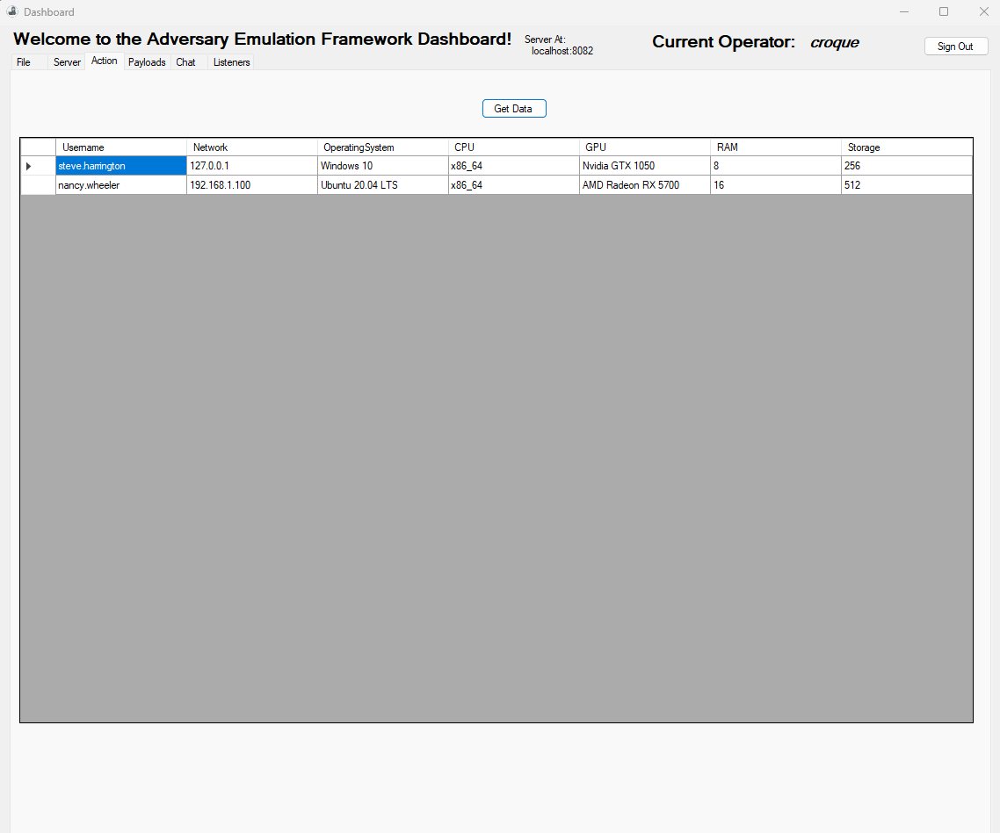 Dashboard
Welcome to the Adversary Emulation Framework Dashboard!
Server At:
localhost:8082
Current Operator: croque
Sign Out
File Server Action Payloads Chat Listeners
Get Data
Username Network OperatingSystem CPU GPU RAM Storage
steve.harrington 127.0.0.1 Windows 10 x86_64 Nvidia GTX 1050 8 256
nancy.wheeler 192.168.1.100 Ubuntu 20.04 LTS x86_64 AMD Radeon RX 5700 16 512